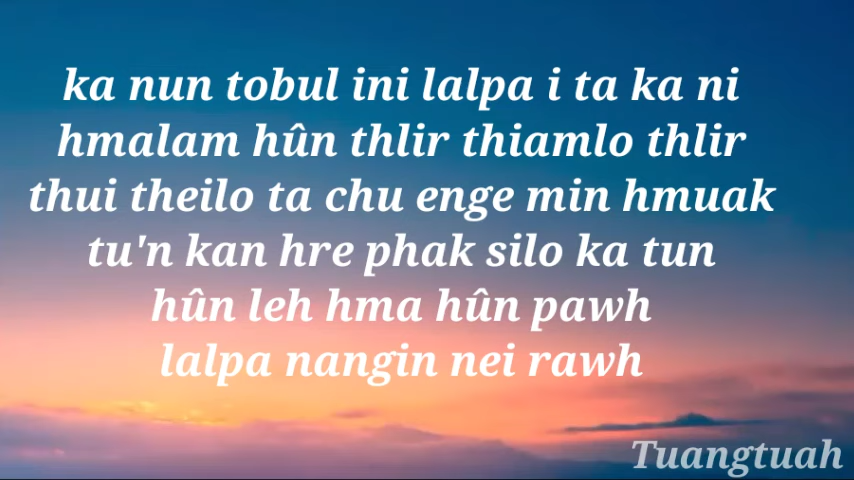 ka nun tobul ini lalpa i ta ka ni
hmalam hûn thlir thiamlo thlir
thui theilo ta chu enge min hmuak
tu'n kan hre phak silo ka tun
hûn leh hma hûn pawh
lalpa nangin nei rawh
Tuangtuah